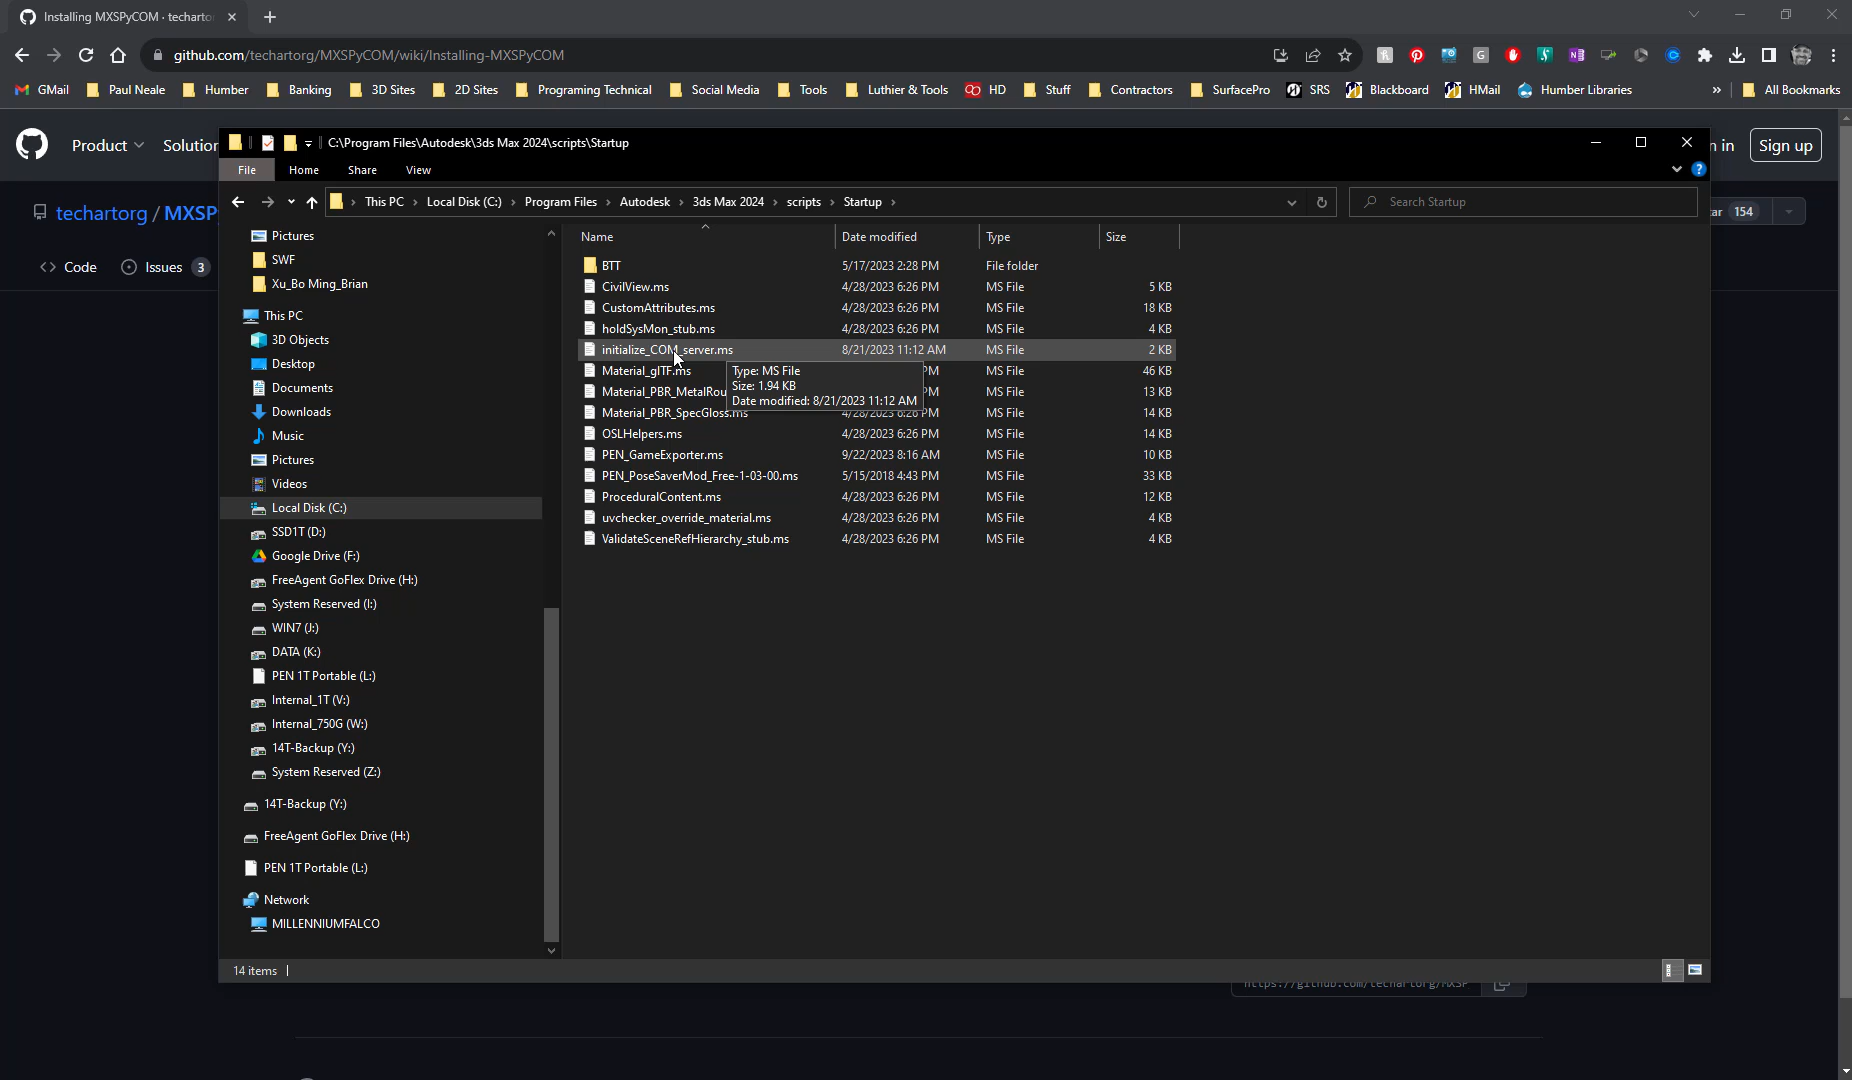 Installing MXSPyCOM · techarto
github.com/techartorg/MXSPyCOM/wiki/Installing-MXSPyCOM
GMail Paul Neale Humber Banking 3D Sites 2D Sites Programing Technical Social Media Tools Luthier & Tools HD Stuff Contractors SurfacePro SRS Blackboard HMail Humber Libraries » All Bookmarks
Product Solution
n in Sign up
techartorg / MXSPy
tar 154
Code Issues 3
C:\Program Files\Autodesk\3ds Max 2024\scripts\Startup
File Home Share View
This PC › Local Disk (C:) › Program Files › Autodesk › 3ds Max 2024 › scripts › Startup ›
Search Startup
Pictures
SWF
Xu_Bo Ming_Brian
This PC
3D Objects
Desktop
Documents
Downloads
Music
Pictures
Videos
Local Disk (C:)
SSD1T (D:)
Google Drive (F:)
FreeAgent GoFlex Drive (H:)
System Reserved (I:)
WIN7 (J:)
DATA (K:)
PEN 1T Portable (L:)
Internal_1T (V:)
Internal_750G (W:)
14T-Backup (Y:)
System Reserved (Z:)
14T-Backup (Y:)
FreeAgent GoFlex Drive (H:)
PEN 1T Portable (L:)
Network
MILLENNIUMFALCO
Name Date modified Type Size
BTT 5/17/2023 2:28 PM File folder
CivilView.ms 4/28/2023 6:26 PM MS File 5 KB
CustomAttributes.ms 4/28/2023 6:26 PM MS File 18 KB
holdSysMon_stub.ms 4/28/2023 6:26 PM MS File 4 KB
initialize_COM_server.ms 8/21/2023 11:12 AM MS File 2 KB
Material_glTF.ms PM MS File 46 KB
Material_PBR_MetalRou PM MS File 13 KB
Material_PBR_SpecGloss.ms 4/28/2023 6:26 PM MS File 14 KB
OSLHelpers.ms 4/28/2023 6:26 PM MS File 14 KB
PEN_GameExporter.ms 9/22/2023 8:16 AM MS File 10 KB
PEN_PoseSaverMod_Free-1-03-00.ms 5/15/2018 4:43 PM MS File 33 KB
ProceduralContent.ms 4/28/2023 6:26 PM MS File 12 KB
uvchecker_override_material.ms 4/28/2023 6:26 PM MS File 4 KB
ValidateSceneRefHierarchy_stub.ms 4/28/2023 6:26 PM MS File 4 KB
Type: MS File
Size: 1.94 KB
Date modified: 8/21/2023 11:12 AM
14 items
https://github.com/techartorg/MXSP